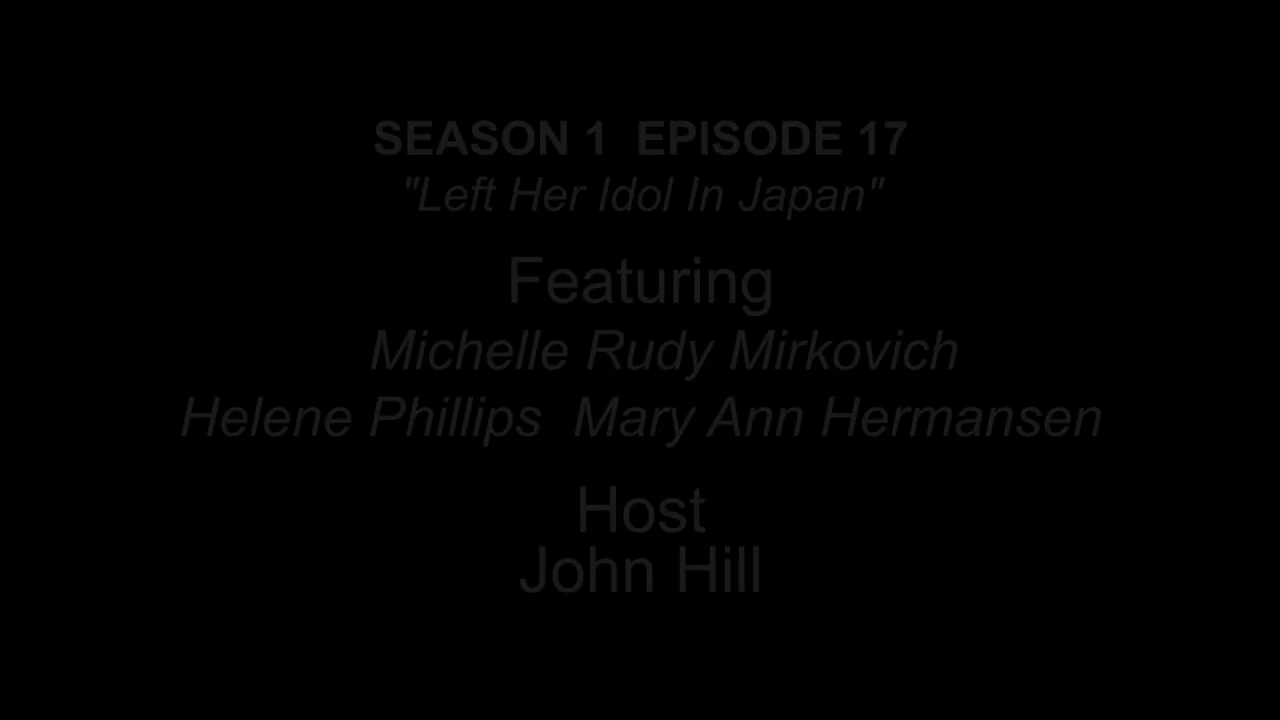 SEASON 1  EPISODE 17
"Left Her Idol In Japan"
Featuring
Michelle Rudy Mirkovich
Helene Phillips  Mary Ann Hermansen
Host
John Hill